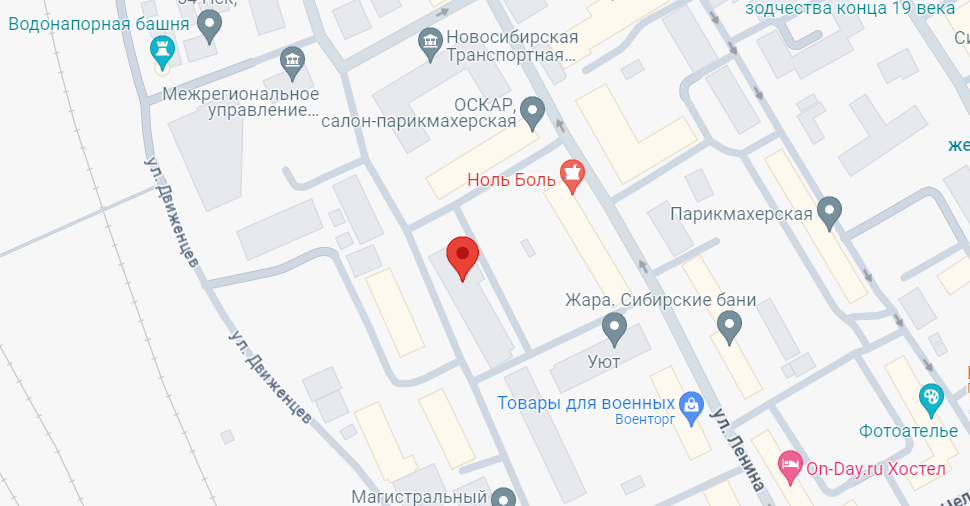 Водонапорная башня
Новосибирская
Транспортная...
зодчества конца 19 века
Межрегиональное
управление...
ОСКАР,
салон-парикмахерская
Ноль Боль
Парикмахерская
ул. Движенцев
Жара. Сибирские бани
Уют
ул. Движенцев
Товары для военных
Военторг
ул. Ленина
Фотоателье
On-Day.ru Хостел
Магистральный